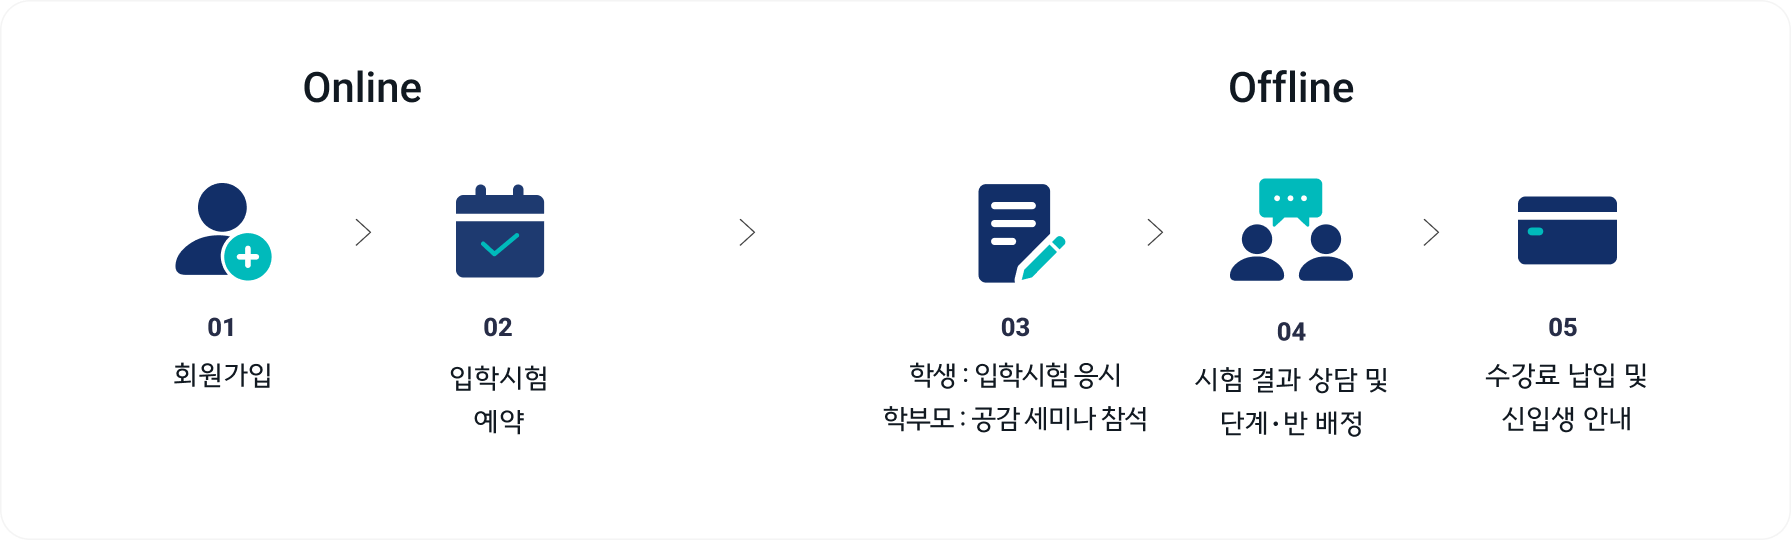 Online
01
회원가입
02
입학시험
예약
Offline
03
학생 : 입학시험 응시
학부모 : 공감 세미나 참석
04
시험 결과 상담 및
단계·반 배정
05
수강료 납입 및
신입생 안내